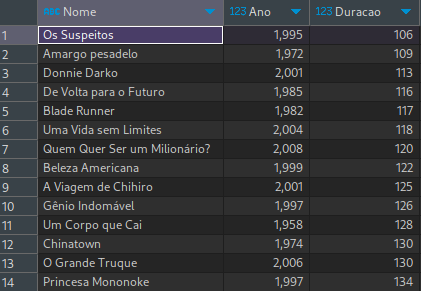 ABC Nome 123 Ano 123 Duracao
1 Os Suspeitos 1,995 106
2 Amargo pesadelo 1,972 109
3 Donnie Darko 2,001 113
4 De Volta para o Futuro 1,985 116
5 Blade Runner 1,982 117
6 Uma Vida sem Limites 2,004 118
7 Quem Quer Ser um Milionário? 2,008 120
8 Beleza Americana 1,999 122
9 A Viagem de Chihiro 2,001 125
10 Gênio Indomável 1,997 126
11 Um Corpo que Cai 1,958 128
12 Chinatown 1,974 130
13 O Grande Truque 2,006 130
14 Princesa Mononoke 1,997 134